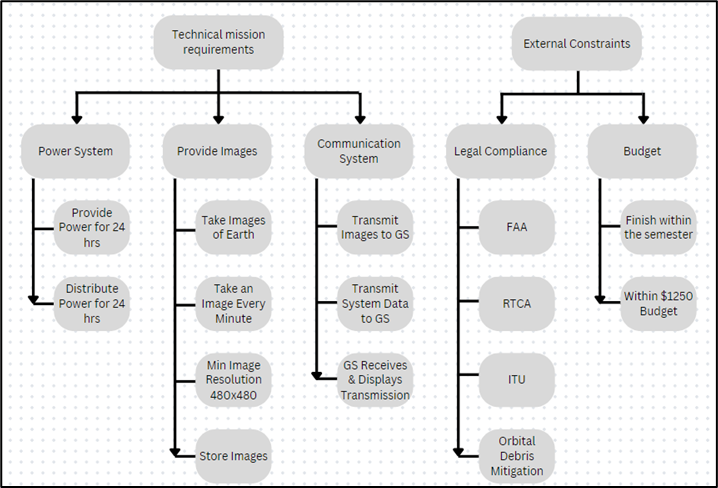 Technical mission
requirements
External Constraints
Power System
Provide Images
Communication
System
Legal Compliance
Budget
Provide
Power for 24
hrs
Distribute
Power for 24
hrs
Take Images
of Earth
Take an
Image Every
Minute
Min Image
Resolution
480x480
Store Images
Transmit
Images to GS
Transmit
System Data
to GS
GS Receives
& Displays
Transmission
FAA
RTCA
ITU
Orbital
Debris
Mitigation
Finish within
the semester
Within $1250
Budget